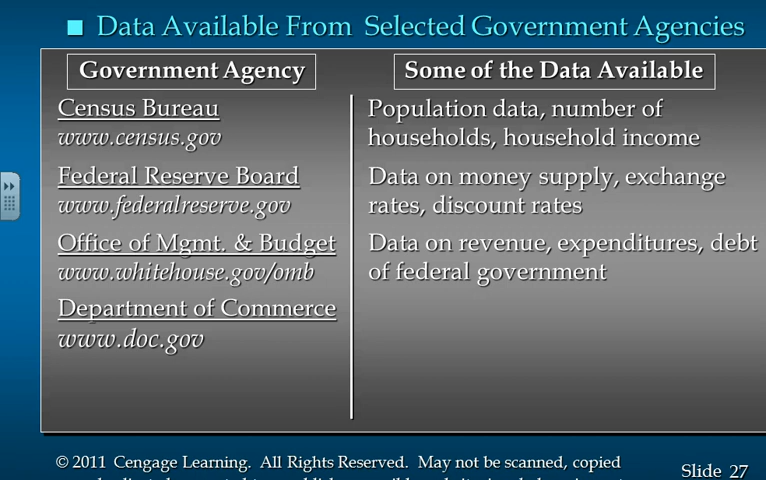 Data Available From Selected Government Agencies
Government Agency
Some of the Data Available
Census Bureau
www.census.gov
Population data, number of
households, household income
Federal Reserve Board
www.federalreserve.gov
Data on money supply, exchange
rates, discount rates
Office of Mgmt. & Budget
www.whitehouse.gov/omb
Data on revenue, expenditures, debt
of federal government
Department of Commerce
www.doc.gov
© 2011 Cengage Learning. All Rights Reserved. May not be scanned, copied
Slide 27